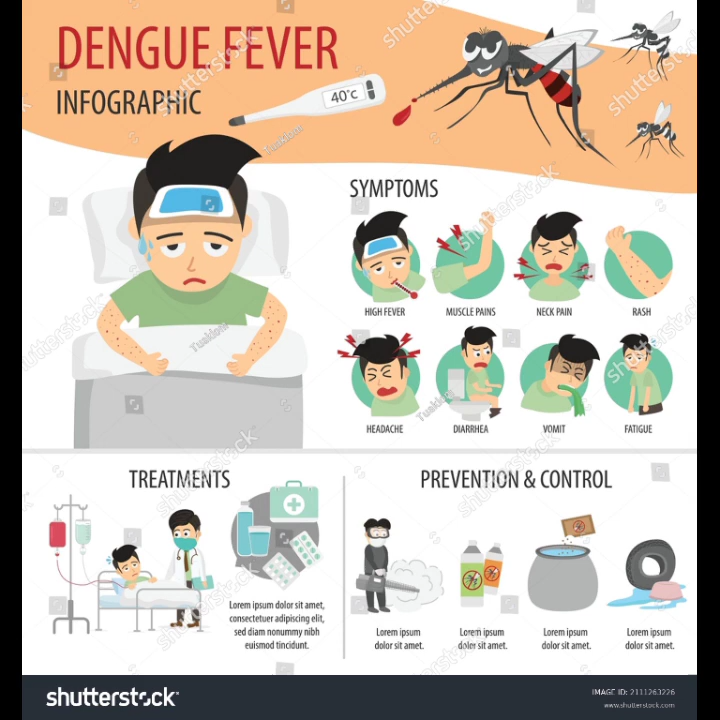 DENGUE FEVER
INFOGRAPHIC
40°c
SYMPTOMS
HIGH FEVER
MUSCLE PAINS
NECK PAIN
RASH
HEADACHE
DIARRHEA
VOMIT
FATIGUE
TREATMENTS
Lorem ipsum dolor sit amet,
consectetuer adipiscing elit,
sed diam nonummy nibh
euismod tincidunt.
PREVENTION & CONTROL
Lorem ipsum
dolor sit amet.
Lorem ipsum
dolor sit amet.
Lorem ipsum
dolor sit amet.
Lorem ipsum
dolor sit amet.
shutterstock
Tuaklom
shutterstock
IMAGE ID: 2111263226
www.shutterstock.com